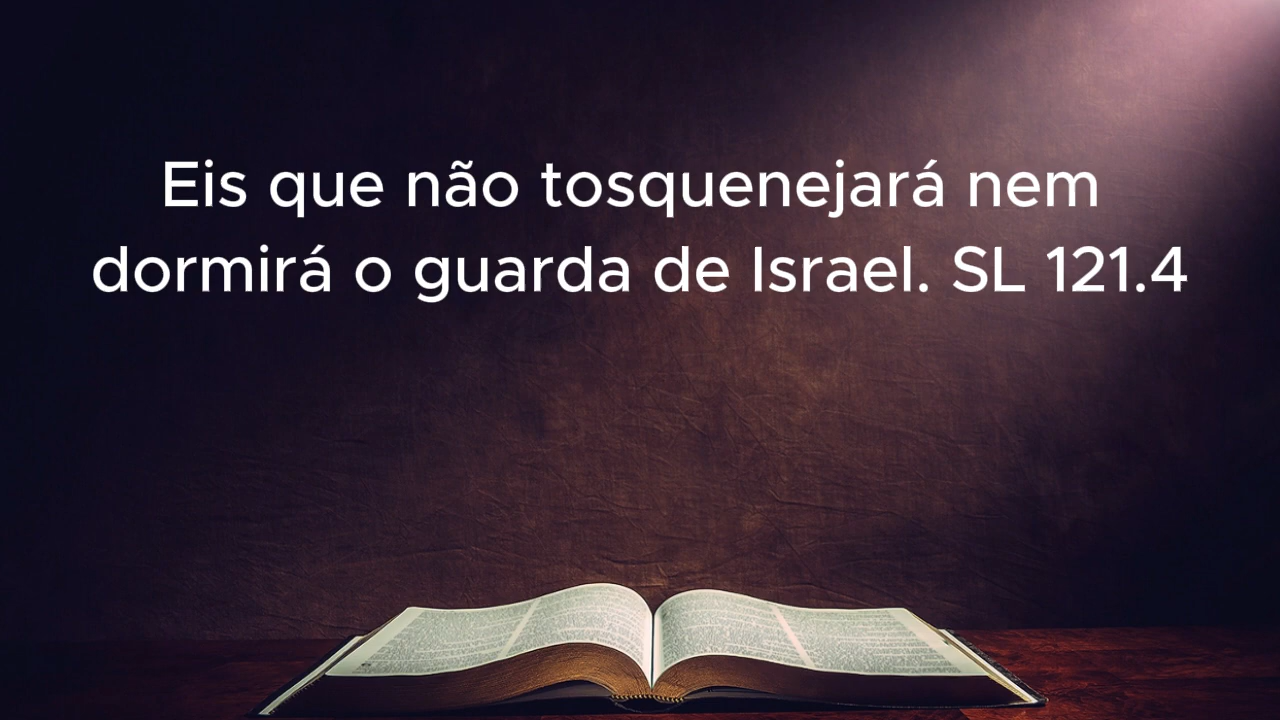 Eis que não tosquenejará nem
dormirá o guarda de Israel. SL 121.4